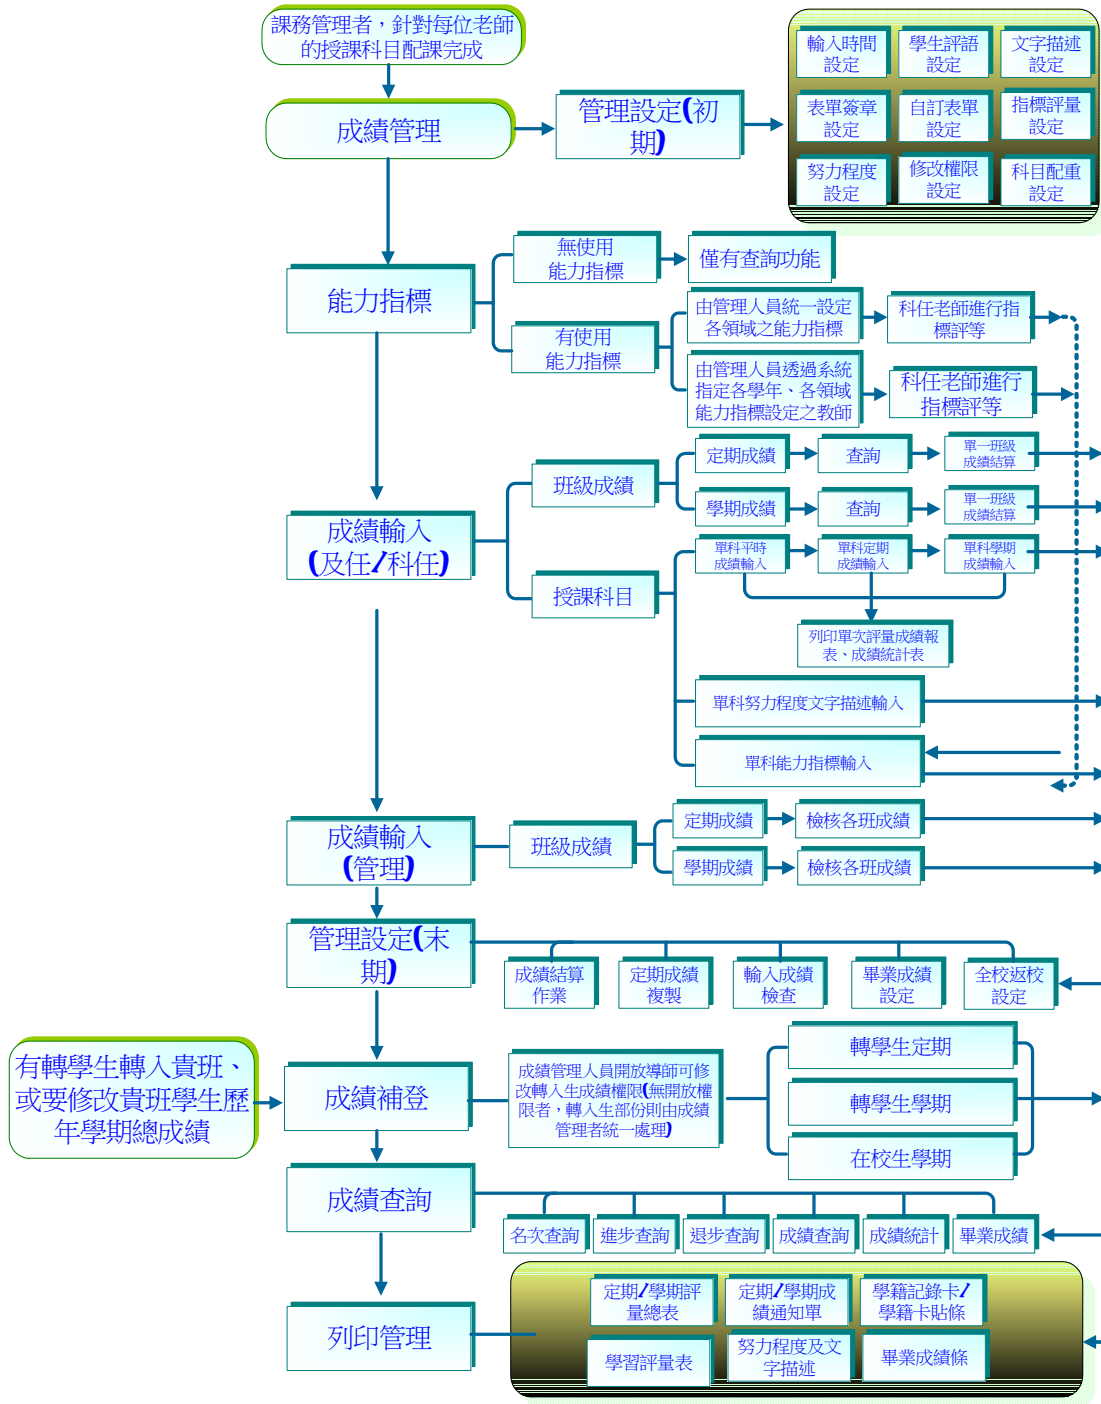 課務管理者，針對每位老師
的授課科目配課完成
成績管理
管理設定(初
期)
輸入時間
設定
學生評語
設定
文字描述
設定
表單簽章
設定
自訂表單
設定
指標評量
設定
努力程度
設定
修改權限
設定
科目配重
設定
能力指標
無使用
能力指標
僅有查詢功能
有使用
能力指標
由管理人員統一設定
各領域之能力指標
科任老師進行指
標評等
由管理人員透過系統
指定各學年、各領域
能力指標設定之教師
科任老師進行
指標評等
成績輸入
(及任/科任)
班級成績
定期成績
查詢
單一班級
成績結算
學期成績
查詢
單一班級
成績結算
授課科目
單科平時
成績輸入
單科定期
成績輸入
單科學期
成績輸入
列印單次評量成績報
表、成績統計表
單科努力程度文字描述輸入
單科能力指標輸入
成績輸入
(管理)
班級成績
定期成績
檢核各班成績
學期成績
檢核各班成績
管理設定(末
期)
成績結算
作業
定期成績
複製
輸入成績
檢查
畢業成績
設定
全校返校
設定
有轉學生轉入貴班、
或要修改貴班學生歷
年學期總成績
成績補登
成績管理人員開放導師可修
改轉入生成績權限(無開放權
限者，轉入生部份則由成績
管理者統一處理)
轉學生定期
轉學生學期
在校生學期
成績查詢
名次查詢
進步查詢
退步查詢
成績查詢
成績統計
畢業成績
列印管理
定期/學期評
量總表
定期/學期成
績通知單
學籍記錄卡/
學籍卡貼條
學習評量表
努力程度及文
字描述
畢業成績條